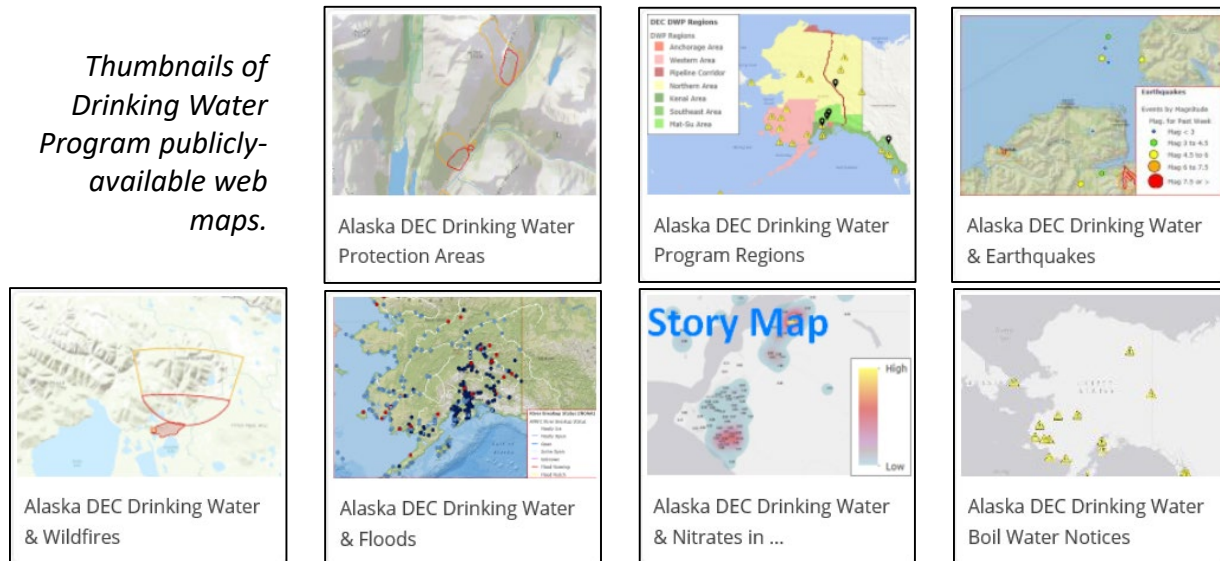 Thumbnails of
Drinking Water
Program publicly-
available web
maps.
Alaska DEC Drinking Water
Protection Areas
DEC DWP Regions
DWP Regions
Anchorage Area
Western Area
Pipeline Corridor
Northern Area
Kenai Area
Southeast Area
Mat-Su Area
Alaska DEC Drinking Water
Program Regions
Earthquakes
Events by Magnitude
Mag. for Past Week
Mag < 3
Mag 3 to 4.5
Mag 4.5 to 6
Mag 6 to 7.5
Mag 7.5 or >
Alaska DEC Drinking Water
& Earthquakes
Alaska DEC Drinking Water
& Wildfires
Alaska DEC Drinking Water
& Floods
Story Map
High
Low
Alaska DEC Drinking Water
& Nitrates in ...
Alaska DEC Drinking Water
Boil Water Notices